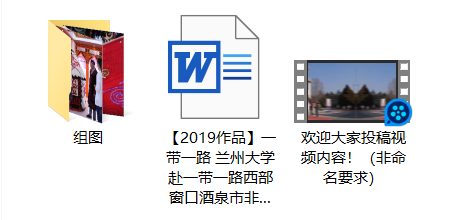 组图
【2019作品】一
带一路 兰州大学
赴一带一路西部
窗口酒泉市非...
欢迎大家投稿视
频内容！（非命
名要求）
W